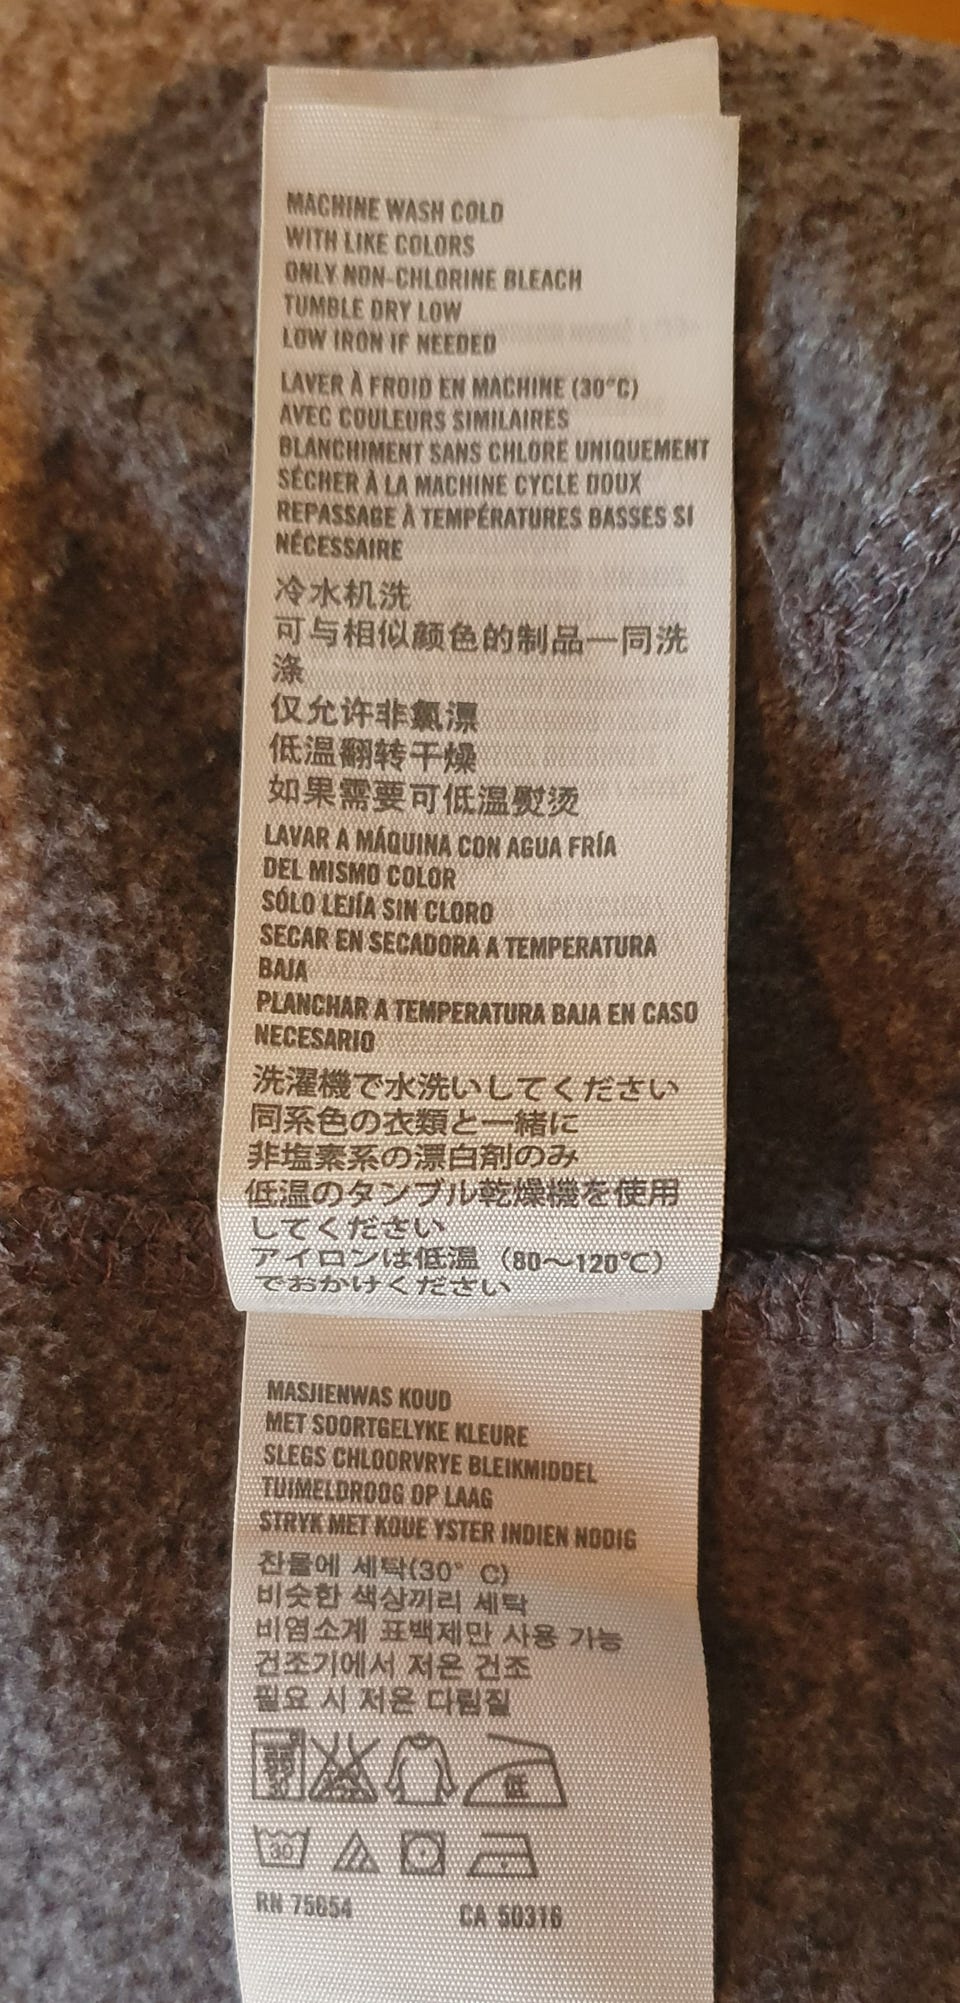 MACHINE WASH COLD
WITH LIKE COLORS
ONLY NON-CHLORINE BLEACH
TUMBLE DRY LOW
LOW IRON IF NEEDED
LAVER À FROID EN MACHINE (30°C)
AVEC COULEURS SIMILAIRES
BLANCHIMENT SANS CHLORE UNIQUEMENT
SÉCHER À LA MACHINE CYCLE DOUX
REPASSAGE À TEMPÉRATURES BASSES SI
NÉCESSAIRE
冷水机洗
可与相似颜色的制品一同洗
涤
仅允许非氯漂
低温翻转干燥
如果需要可低温熨烫
LAVAR A MÁQUINA CON AGUA FRÍA
DEL MISMO COLOR
SÓLO LEJÍA SIN CLORO
SECAR EN SECADORA A TEMPERATURA
BAJA
PLANCHAR A TEMPERATURA BAJA EN CASO
NECESARIO
洗濯機で水洗いしてください
同系色の衣類と一緒に
非塩素系の漂白剤のみ
低温のタンブル乾燥機を使用
してください
アイロンは低温（80～120℃）
でおかけください
MASJIENWAS KOUD
MET SOORTGELYKE KLEURE
SLEGS CHLOORVRYE BLEIKMIDDEL
TUIMELDROOG OP LAAG
STRYK MET KOUE YSTER INDIEN NODIG
찬물에 세탁(30° C)
비슷한 색상끼리 세탁
비염소계 표백제만 사용 가능
건조기에서 저온 건조
필요 시 저온 다림질
低
30
RN 75654 CA 50316